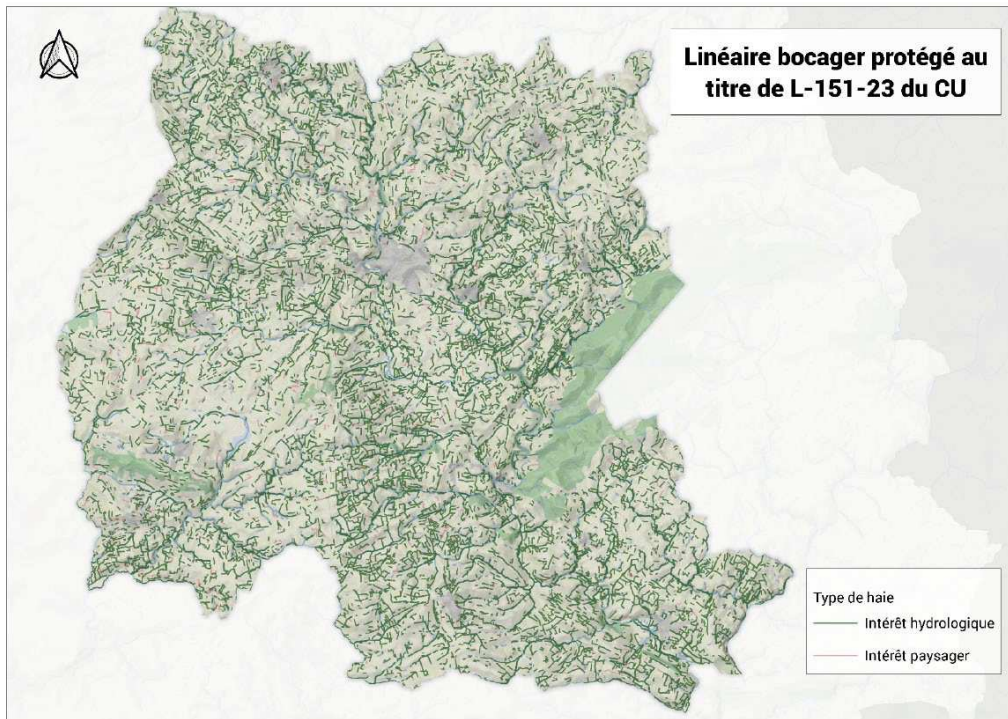 Linéaire bocager protégé au
titre de L-151-23 du CU
Type de haie
Intérêt hydrologique
Intérêt paysager